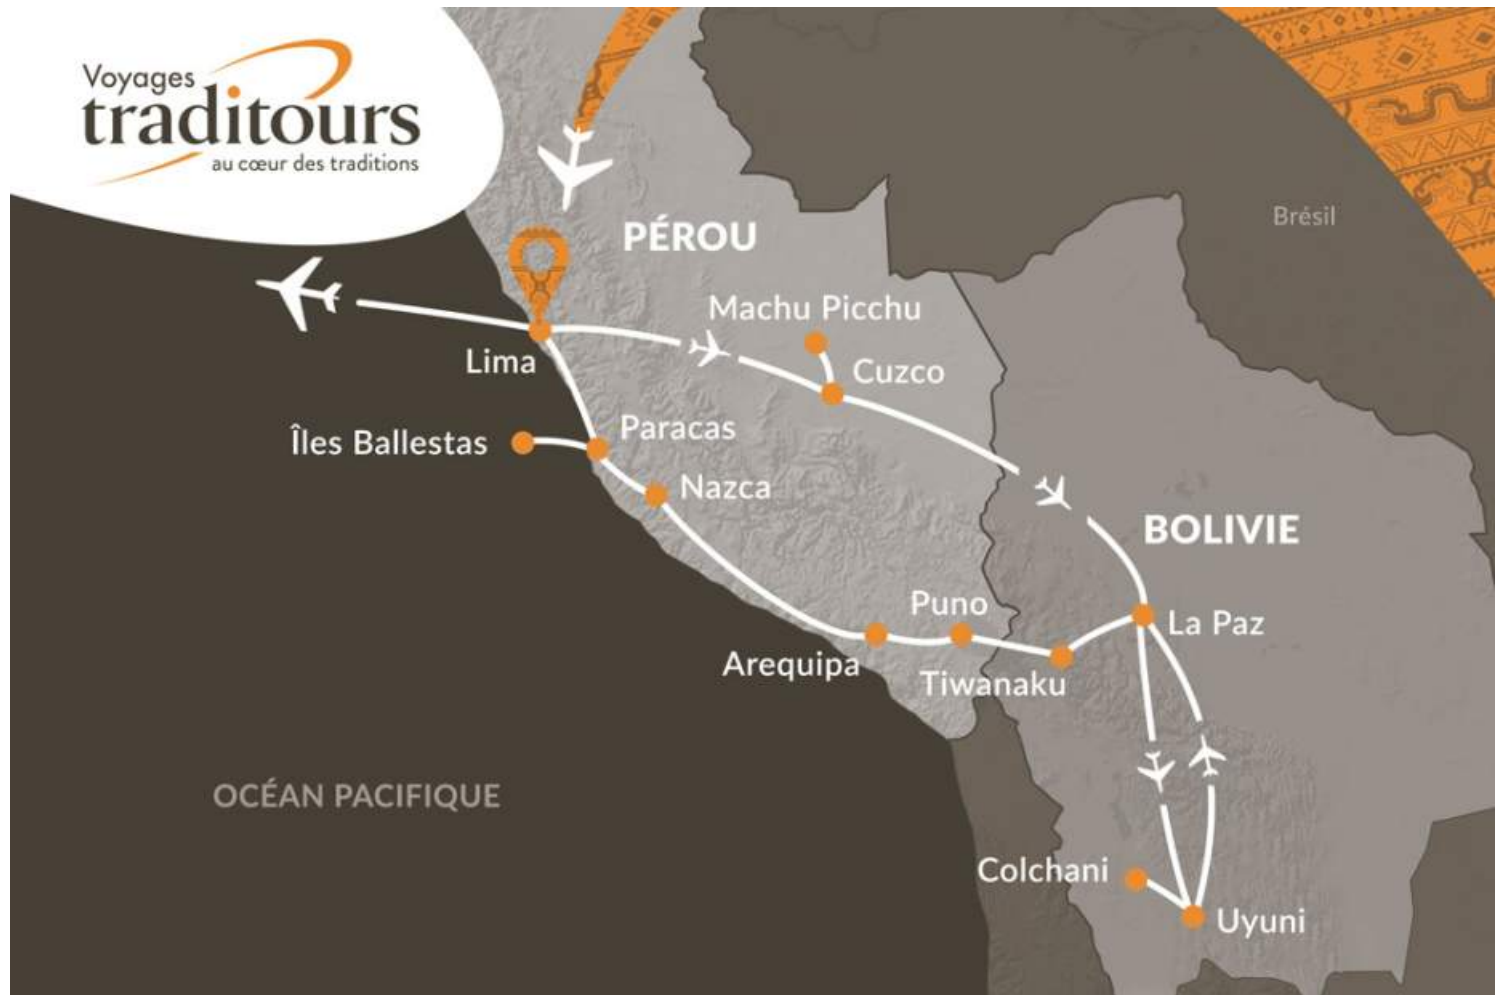 Voyages
traditours
au cœur des traditions
PÉROU
Brésil
Machu Picchu
Lima
Cuzco
Îles Ballestas
Paracas
Nazca
BOLIVIE
Puno
La Paz
Arequipa
Tiwanaku
OCÉAN PACIFIQUE
Colchani
Uyuni